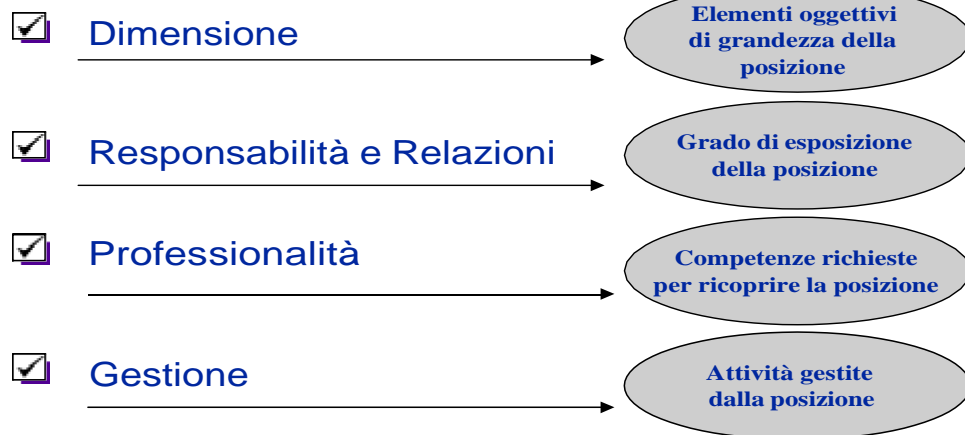 Dimensione
Elementi oggettivi
di grandezza della
posizione
Responsabilità e Relazioni
Grado di esposizione
della posizione
Professionalità
Competenze richieste
per ricoprire la posizione
Gestione
Attività gestite
dalla posizione